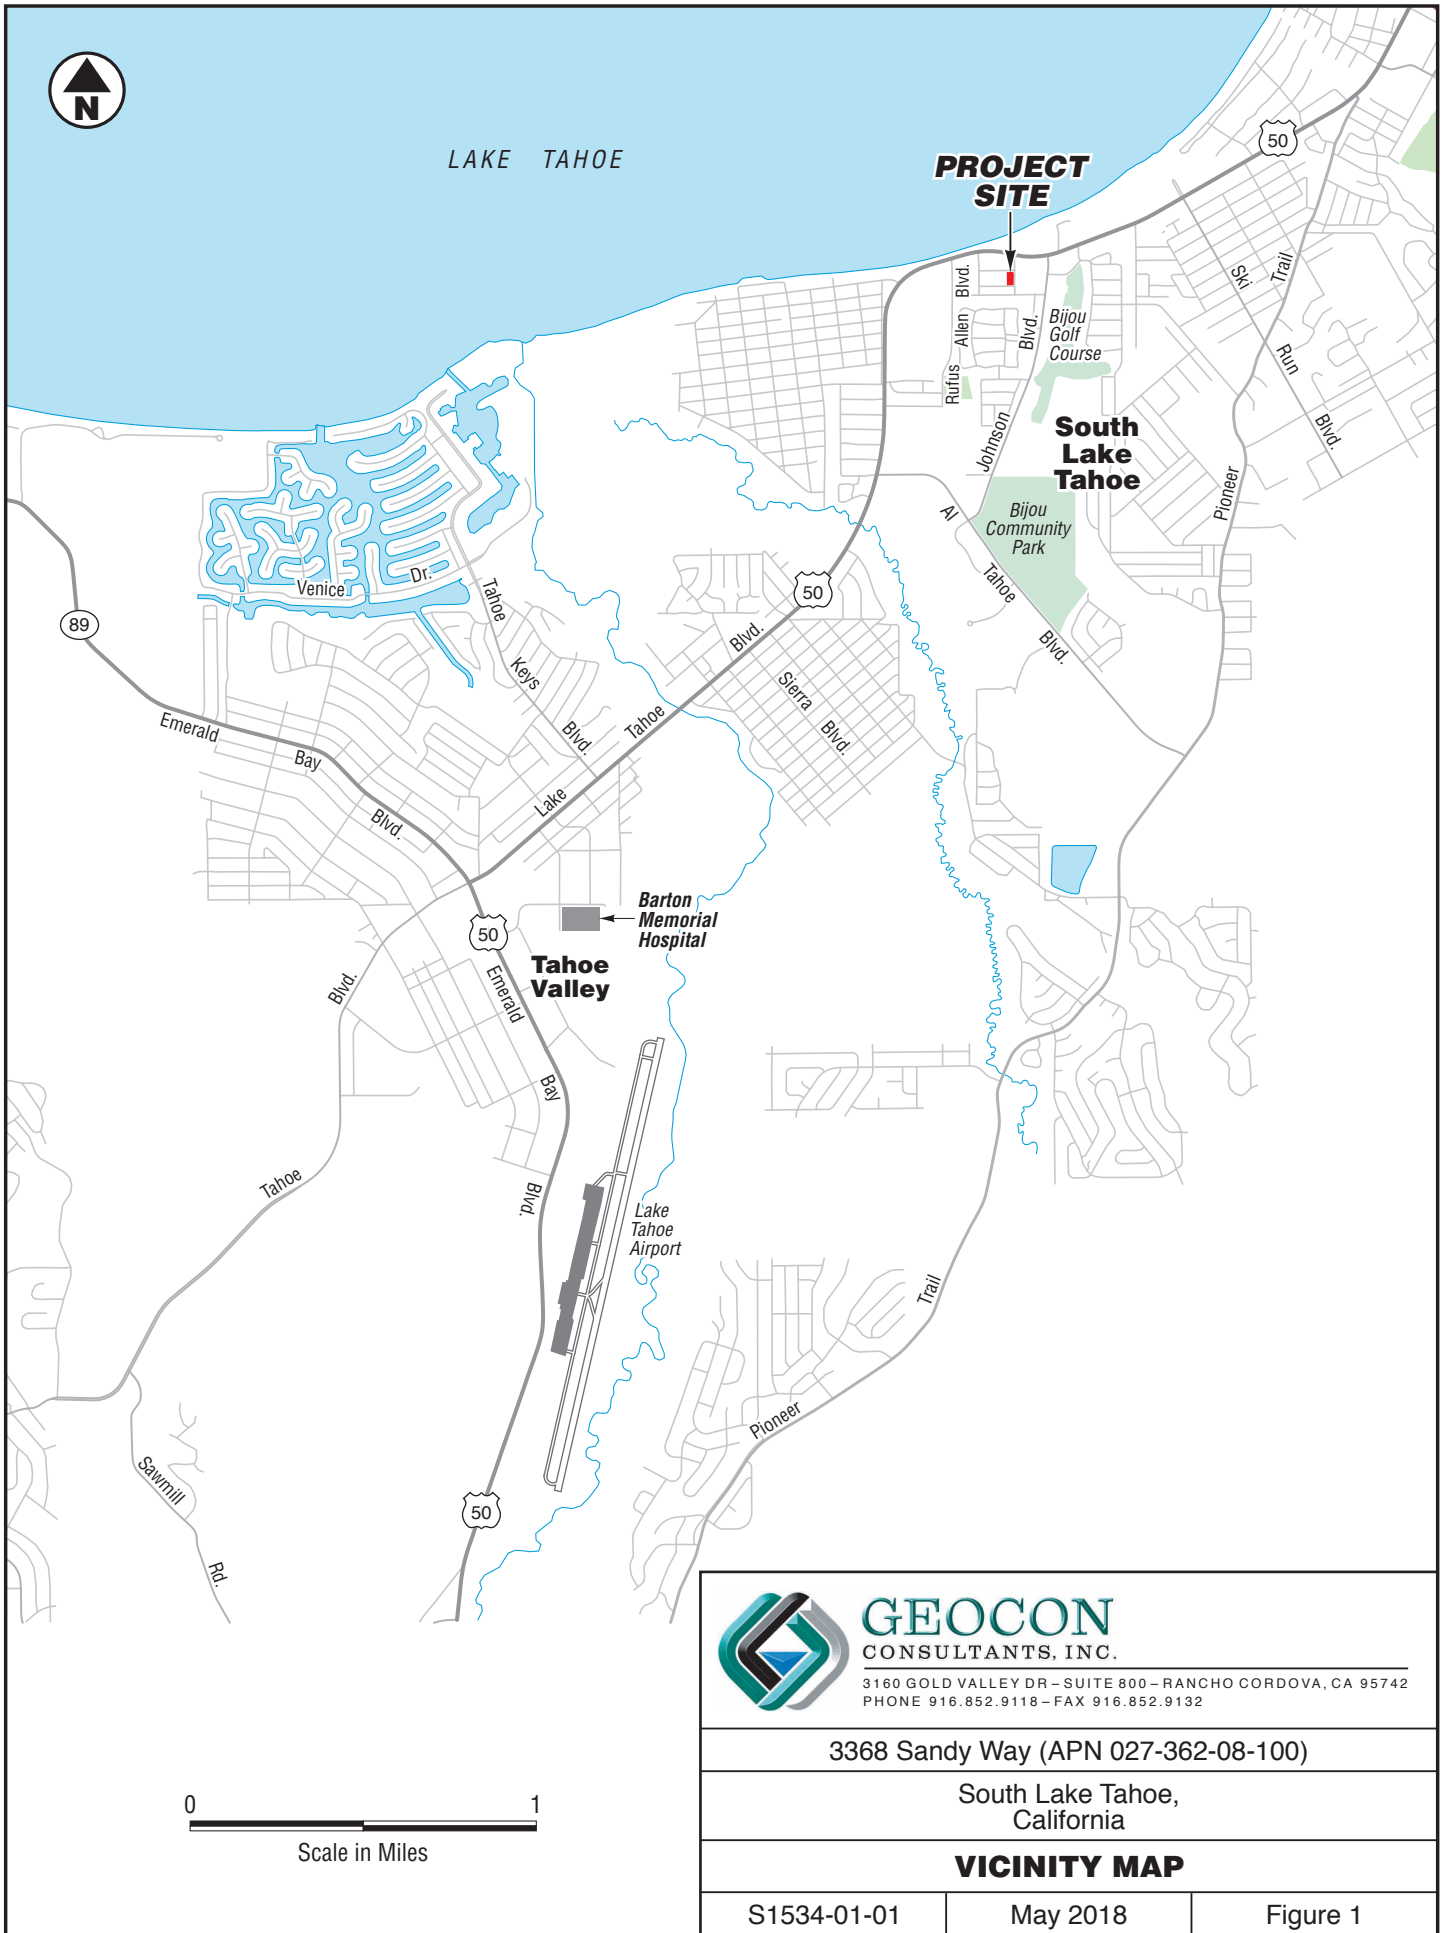 N
LAKE TAHOE
PROJECT
SITE
50
Ski
Run
Blvd.
Pioneer
Trail
Rufus
Allen
Blvd.
Johnson
Blvd.
Bijou
Golf
Course
South
Lake
Tahoe
Bijou
Community
Park
Al
Tahoe
Blvd.
Venice
Dr.
Tahoe
Keys
Blvd.
89
50
Emerald
Bay
Blvd.
Lake
Tahoe
Blvd.
Sierra
Blvd.
Barton
Memorial
Hospital
50
Tahoe
Valley
Emerald
Bay
Blvd.
Blvd.
Tahoe
Lake
Tahoe
Airport
Trail
Pioneer
Sawmill
Rd.
50
GEOCON
CONSULTANTS, INC.
3160 GOLD VALLEY DR – SUITE 800 – RANCHO CORDOVA, CA 95742
PHONE 916.852.9118 – FAX 916.852.9132
3368 Sandy Way (APN 027-362-08-100)
South Lake Tahoe,
California
VICINITY MAP
S1534-01-01
May 2018
Figure 1
0
1
Scale in Miles